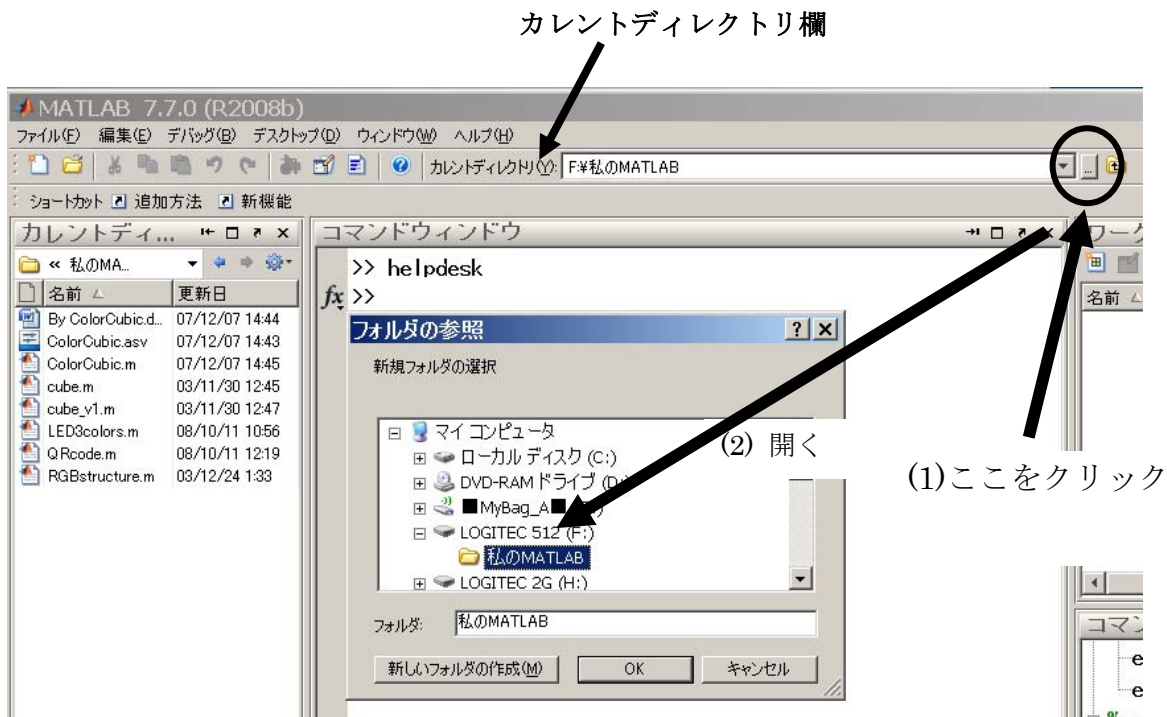 カレントディレクトリ欄
MATLAB 7.7.0 (R2008b)
ファイル(F) 編集(E) デバッグ(B) デスクトップ(D) ウィンドウ(W) ヘルプ(H)
カレントディレクトリ(Y): F:¥私のMATLAB
ショートカット 追加方法 新機能
カレントディ...
« 私のMA...
名前 更新日
By ColorCubic.d... 07/12/07 14:44
ColorCubic.asv 07/12/07 14:43
ColorCubic.m 07/12/07 14:45
cube.m 03/11/30 12:45
cube_v1.m 03/11/30 12:47
LED3colors.m 08/10/11 10:56
QRcode.m 08/10/11 12:19
RGBstructure.m 03/12/24 1:33
コマンドウィンドウ
>> helpdesk
fx >>
フォルダの参照
新規フォルダの選択
マイ コンピュータ
ローカル ディスク (C:)
DVD-RAM ドライブ (D:)
■MyBag_A■
LOGITEC 512 (F:)
私のMATLAB
LOGITEC 2G (H:)
フォルダ: 私のMATLAB
新しいフォルダの作成(M) OK キャンセル
(2) 開く
(1)ここをクリック
ワーク
名前
コマン
e
e